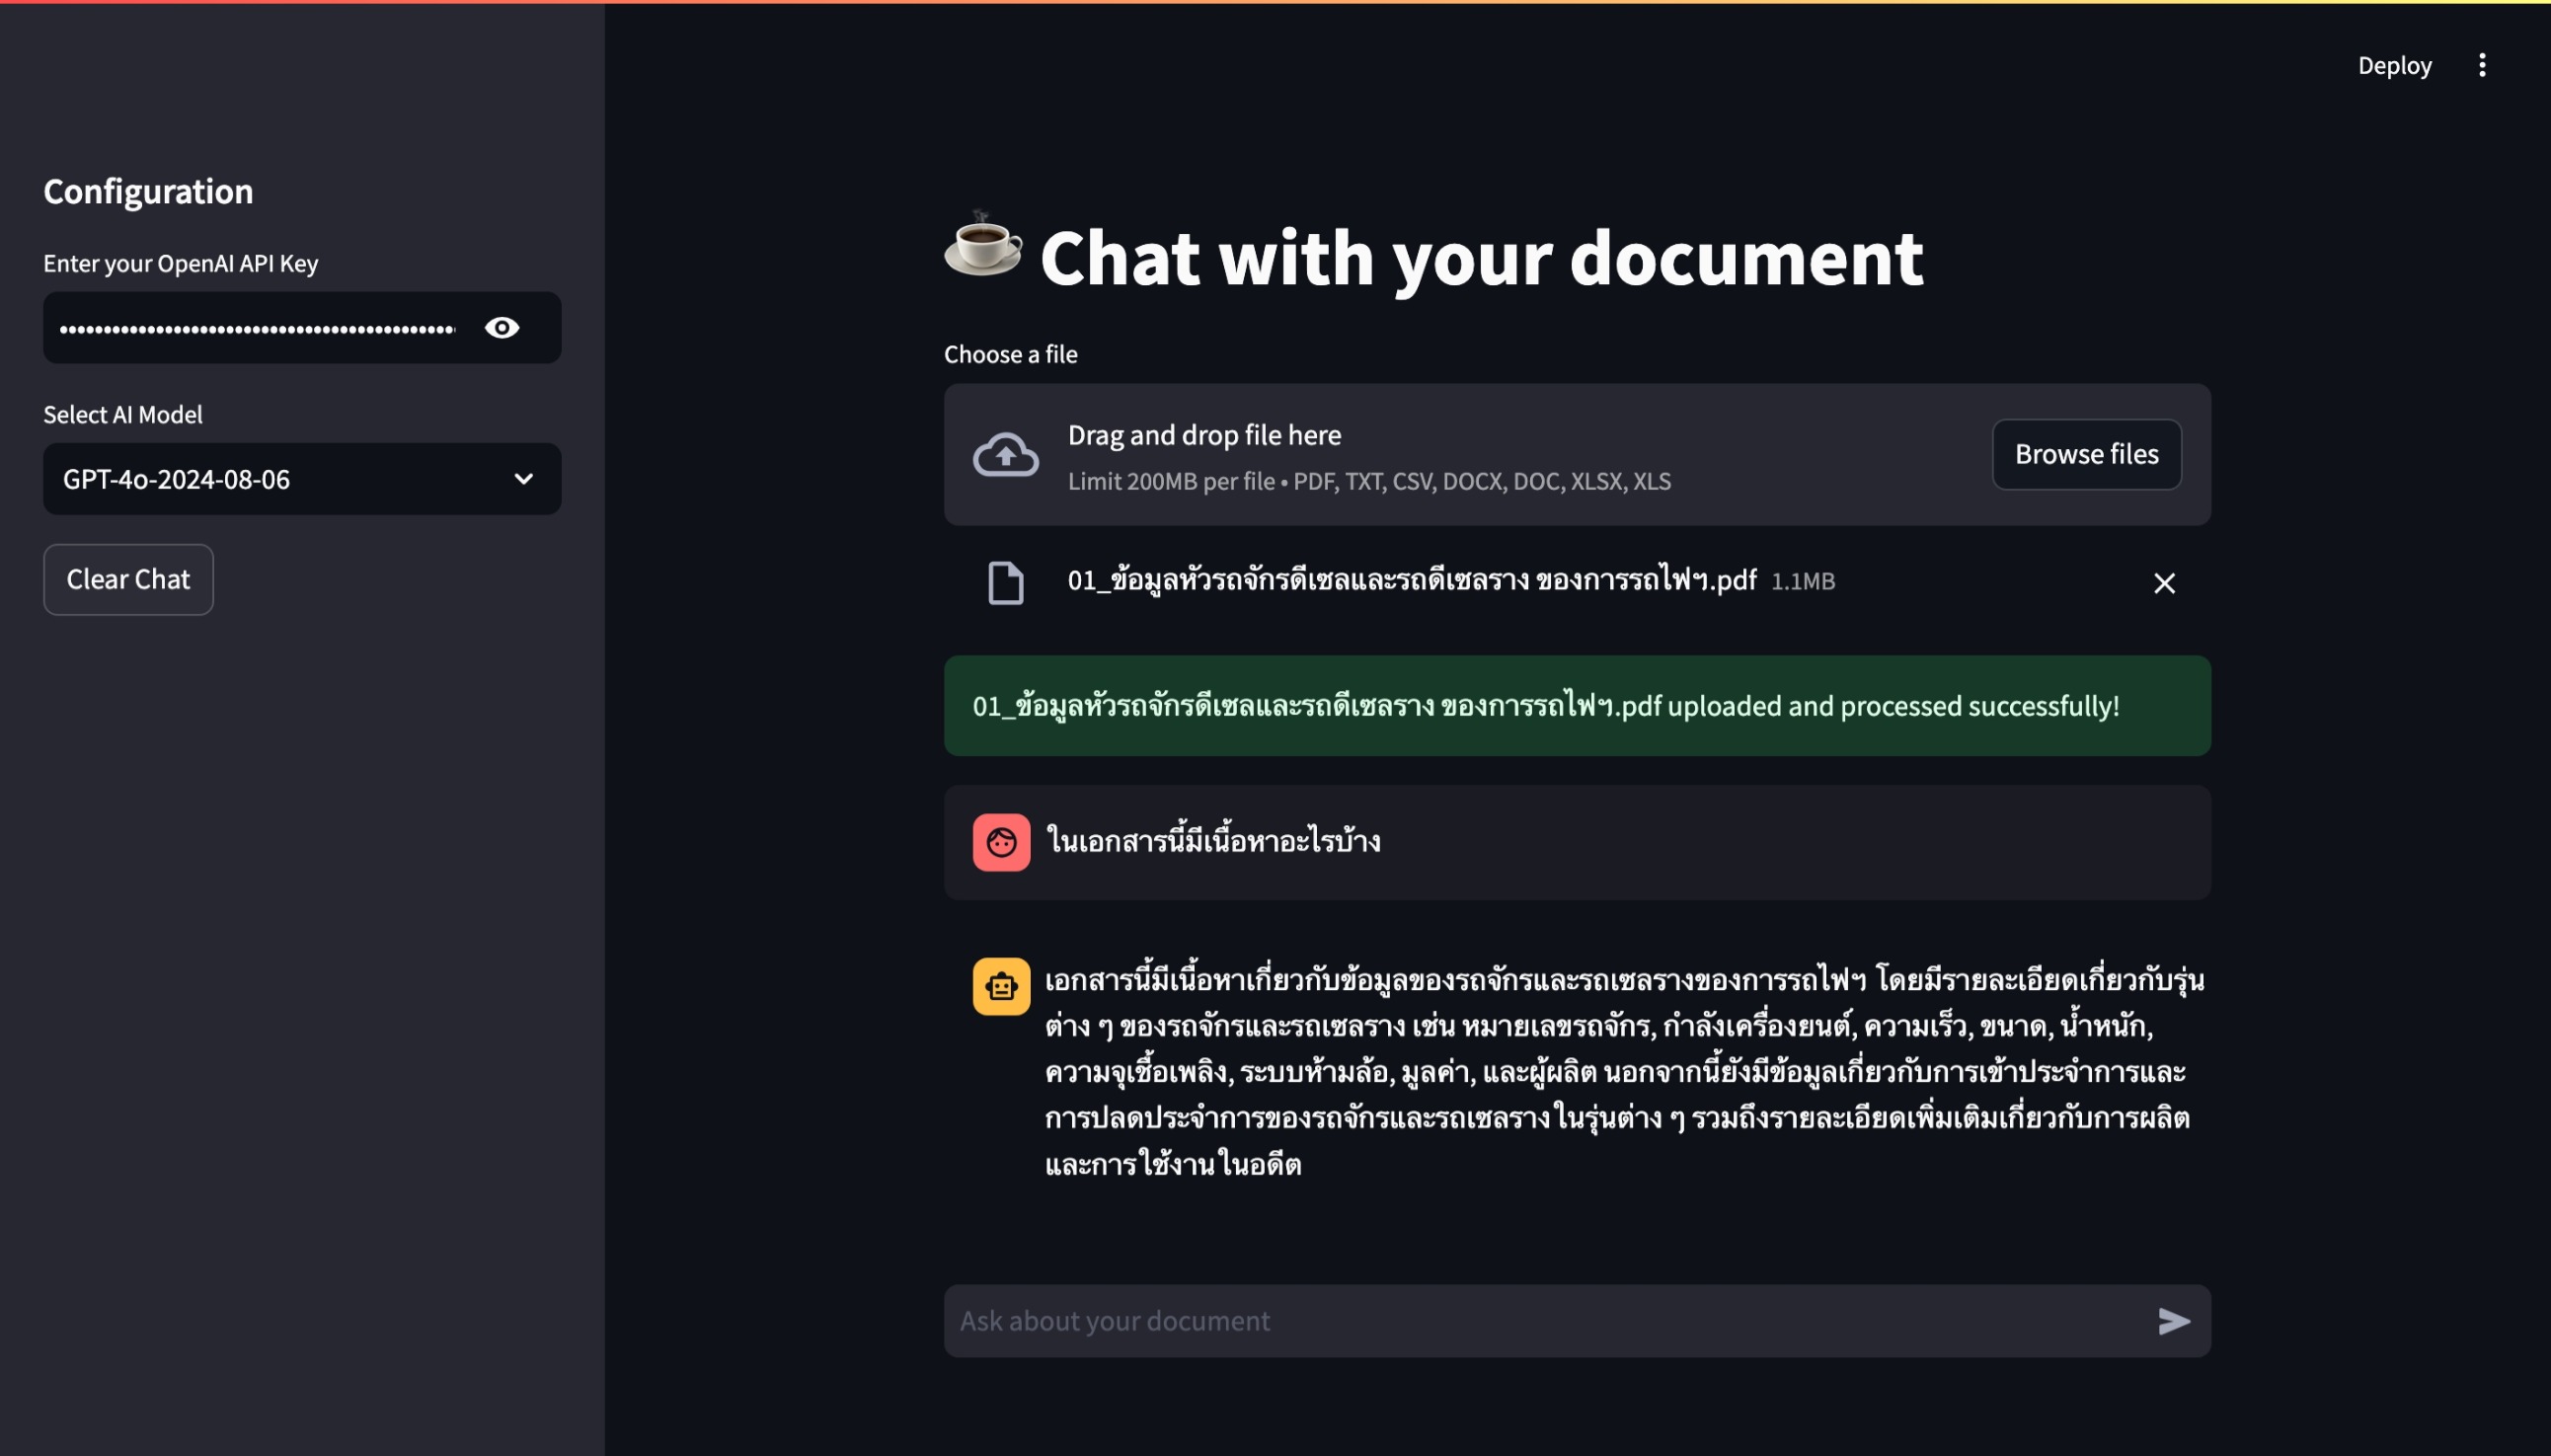 Deploy
Configuration
Enter your OpenAI API Key
Select AI Model
GPT-4o-2024-08-06
Clear Chat
Chat with your document
Choose a file
Drag and drop file here
Limit 200MB per file • PDF, TXT, CSV, DOCX, DOC, XLSX, XLS
Browse files
01_ข้อมูลหัวรถจักรดีเซลและรถดีเซลราง ของการรถไฟฯ.pdf 1.1MB
01_ข้อมูลหัวรถจักรดีเซลและรถดีเซลราง ของการรถไฟฯ.pdf uploaded and processed successfully!
ในเอกสารนี้มีเนื้อหาอะไรบ้าง
เอกสารนี้มีเนื้อหาเกี่ยวกับข้อมูลของรถจักรและรถเซลรางของการรถไฟฯ โดยมีรายละเอียดเกี่ยวกับรุ่น
ต่าง ๆ ของรถจักรและรถเซลราง เช่น หมายเลขรถจักร, กำลังเครื่องยนต์, ความเร็ว, ขนาด, น้ำหนัก,
ความจุเชื้อเพลิง, ระบบห้ามล้อ, มูลค่า, และผู้ผลิต นอกจากนี้ยังมีข้อมูลเกี่ยวกับการเข้าประจำการและ
การปลดประจำการของรถจักรและรถเซลรางในรุ่นต่าง ๆ รวมถึงรายละเอียดเพิ่มเติมเกี่ยวกับการผลิต
และการใช้งานในอดีต
Ask about your document